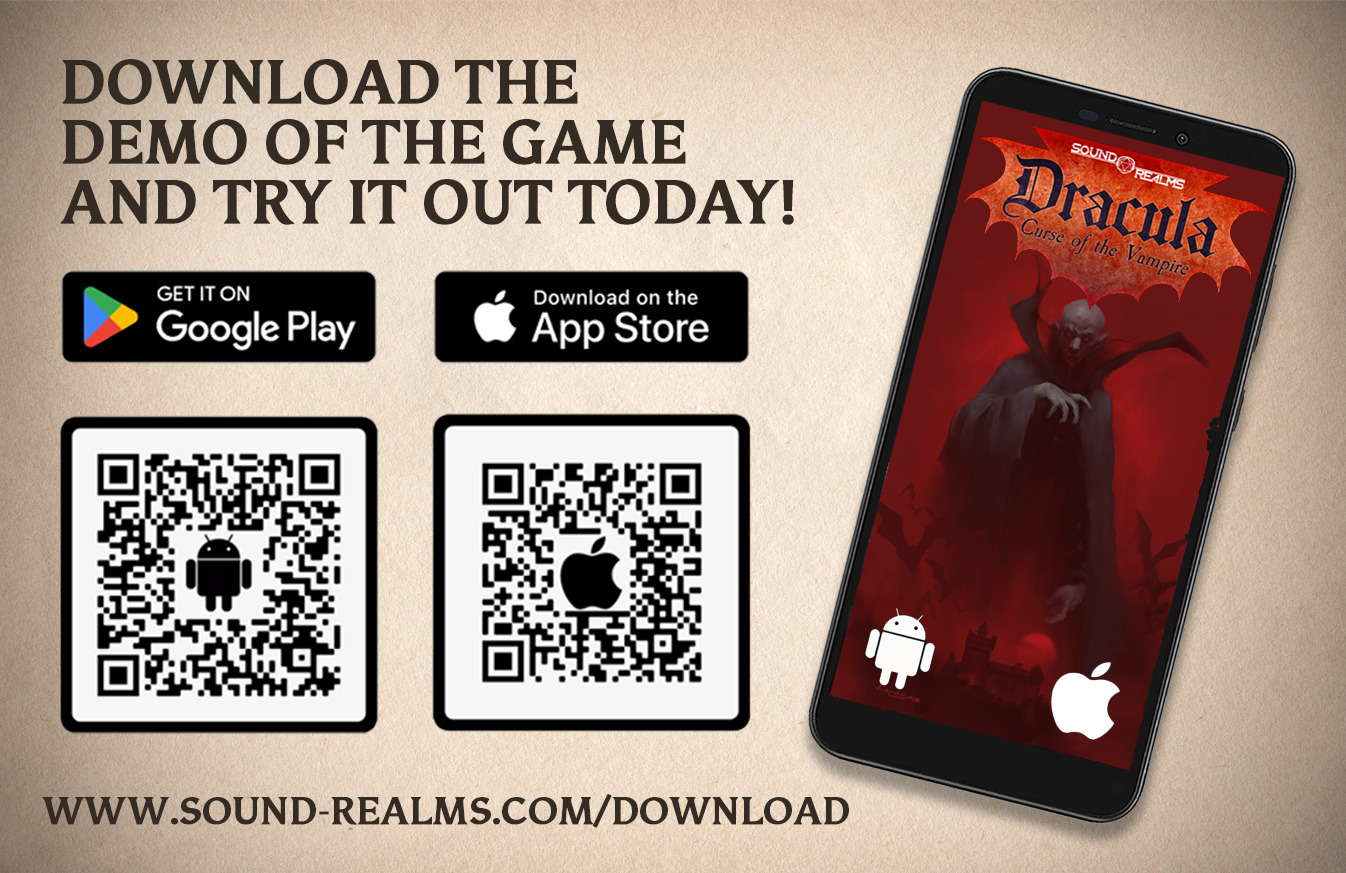 DOWNLOAD THE
DEMO OF THE GAME
AND TRY IT OUT TODAY!
GET IT ON
Google Play
Download on the
App Store
WWW.SOUND-REALMS.COM/DOWNLOAD
SOUND REALMS
Dracula
Curse of the Vampire